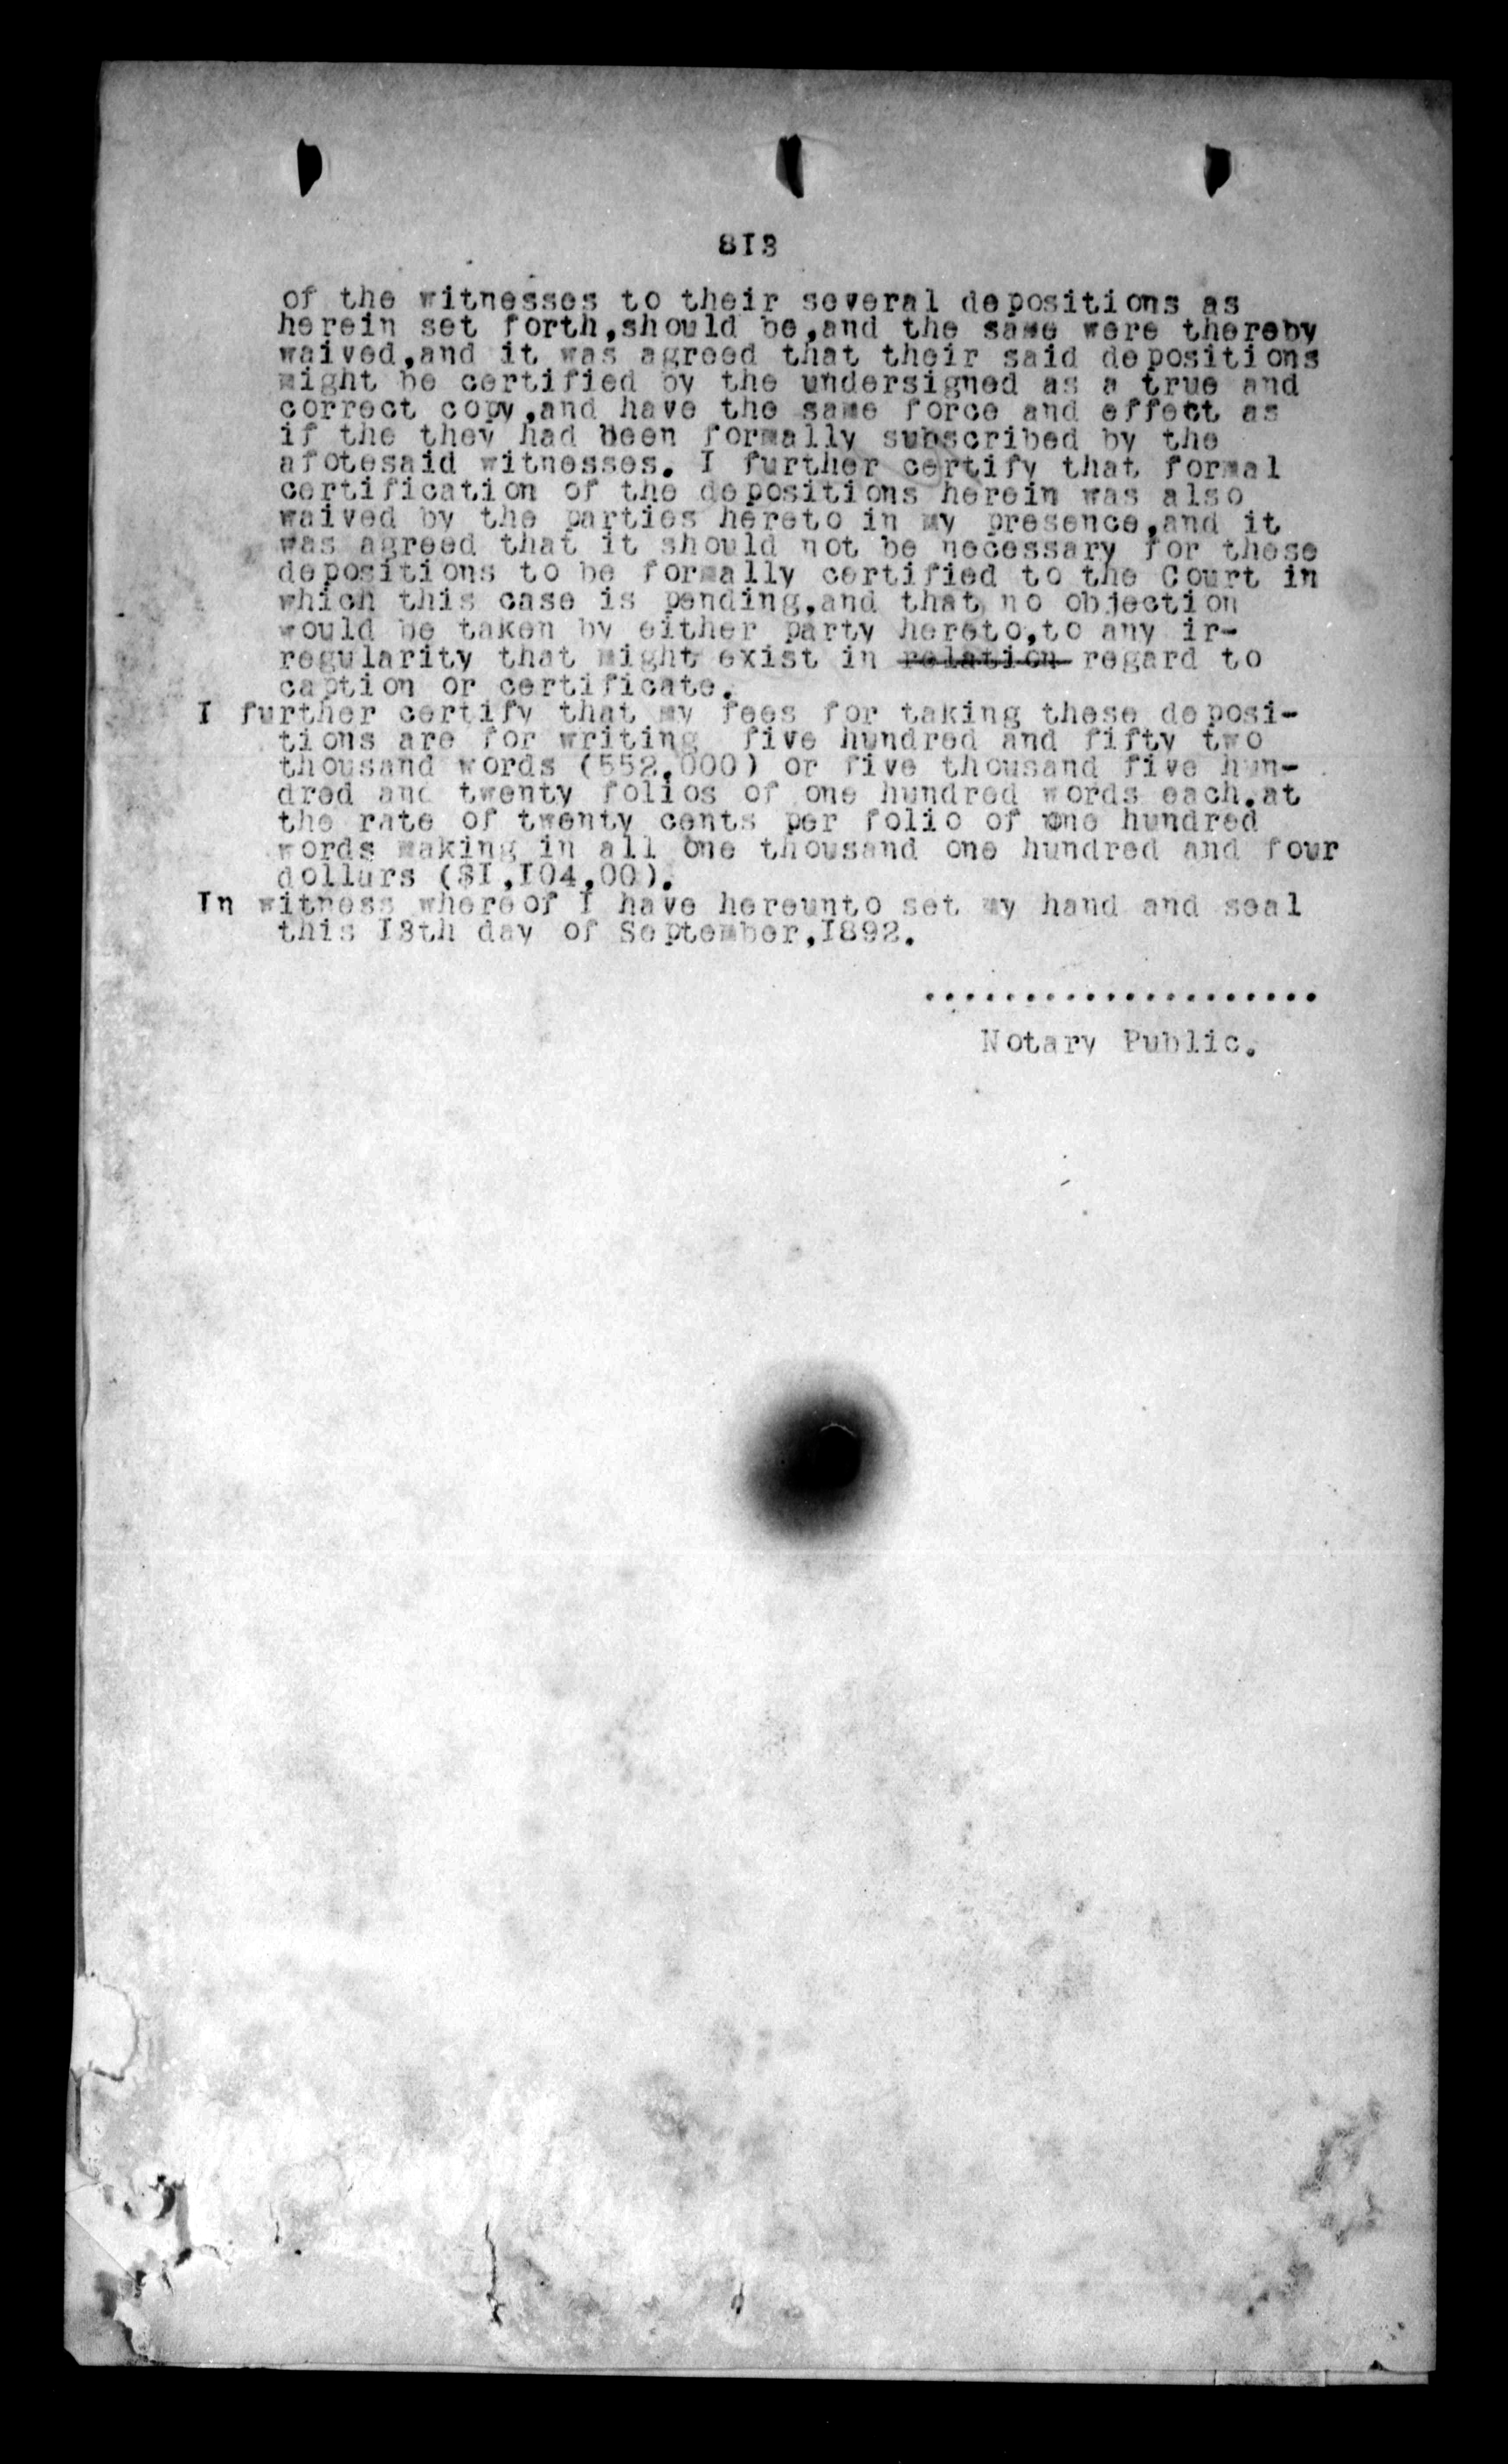 813
of the witnesses to their several depositions as
herein set forth,should be,and the same were thereby
waived,and it was agreed that their said depositions
might be certified by the undersigned as a true and
correct copy,and have the same force and effect as
if the they had been formally subscribed by the
afotesaid witnesses. I further certify that formal
certification of the depositions herein was also
waived by the parties hereto in my presence,and it
was agreed that it should not be necessary for these
depositions to be formally certified to the Court in
which this case is pending,and that no objection
would be taken by either party hereto,to any ir-
regularity that might exist in relation regard to
caption or certificate.
I further certify that my fees for taking these deposi-
tions are for writing five hundred and fifty two
thousand words (552,000) or five thousand five hun-
dred and twenty folios of one hundred words each.at
the rate of twenty cents per folio of one hundred
words making in all one thousand one hundred and four
dollars ($1,104,00).
In witness whereof I have hereunto set my hand and seal
this 13th day of September,1892.
....................
Notary Public.